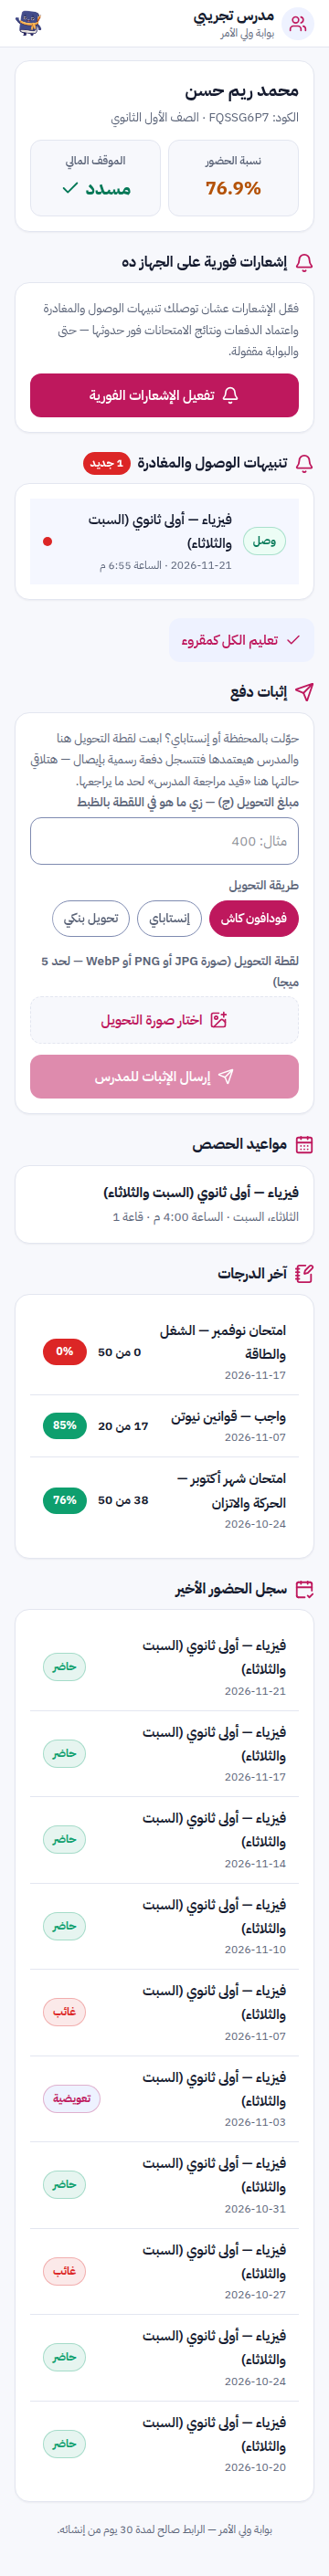 مدرس تجريبي
بوابة ولي الأمر
محمد ريم حسن
الكود: FQSSG6P7 · الصف الأول الثانوي
نسبة الحضور
76.9%
الموقف المالي
مسدد
إشعارات فورية على الجهاز ده
فعّل الإشعارات عشان توصلك تنبيهات الوصول والمغادرة
واعتماد الدفعات ونتائج الامتحانات فور حدوثها — حتى
والبوابة مقفولة.
تفعيل الإشعارات الفورية
تنبيهات الوصول والمغادرة
1 جديد
وصل
فيزياء — أولى ثانوي (السبت
والثلاثاء)
2026-11-21 · الساعة 6:55 م
تعليم الكل كمقروء
إثبات دفع
حوّلت بالمحفظة أو إنستاباي؟ ابعت لقطة التحويل هنا
والمدرس هيعتمدها فتتسجل دفعة رسمية بإيصال — هتلاقي
حالتها هنا «قيد مراجعة المدرس» لحد ما يراجعها.
مبلغ التحويل (ج) — زي ما هو في اللقطة بالظبط
مثال: 400
طريقة التحويل
فودافون كاش
إنستاباي
تحويل بنكي
لقطة التحويل (صورة JPG أو PNG أو WebP — لحد 5
ميجا)
اختار صورة التحويل
إرسال الإثبات للمدرس
مواعيد الحصص
فيزياء — أولى ثانوي (السبت والثلاثاء)
الثلاثاء، السبت · الساعة 4:00 م · قاعة 1
آخر الدرجات
امتحان نوفمبر — الشغل
والطاقة
2026-11-17
0 من 50
0%
واجب — قوانين نيوتن
2026-11-07
17 من 20
85%
امتحان شهر أكتوبر —
الحركة والاتزان
2026-10-24
38 من 50
76%
سجل الحضور الأخير
فيزياء — أولى ثانوي (السبت
والثلاثاء)
2026-11-21
حاضر
فيزياء — أولى ثانوي (السبت
والثلاثاء)
2026-11-17
حاضر
فيزياء — أولى ثانوي (السبت
والثلاثاء)
2026-11-14
حاضر
فيزياء — أولى ثانوي (السبت
والثلاثاء)
2026-11-10
حاضر
فيزياء — أولى ثانوي (السبت
والثلاثاء)
2026-11-07
غائب
فيزياء — أولى ثانوي (السبت
والثلاثاء)
2026-11-03
تعويضية
فيزياء — أولى ثانوي (السبت
والثلاثاء)
2026-10-31
حاضر
فيزياء — أولى ثانوي (السبت
والثلاثاء)
2026-10-27
غائب
فيزياء — أولى ثانوي (السبت
والثلاثاء)
2026-10-24
حاضر
فيزياء — أولى ثانوي (السبت
والثلاثاء)
2026-10-20
حاضر
بوابة ولي الأمر — الرابط صالح لمدة 30 يوم من إنشائه.